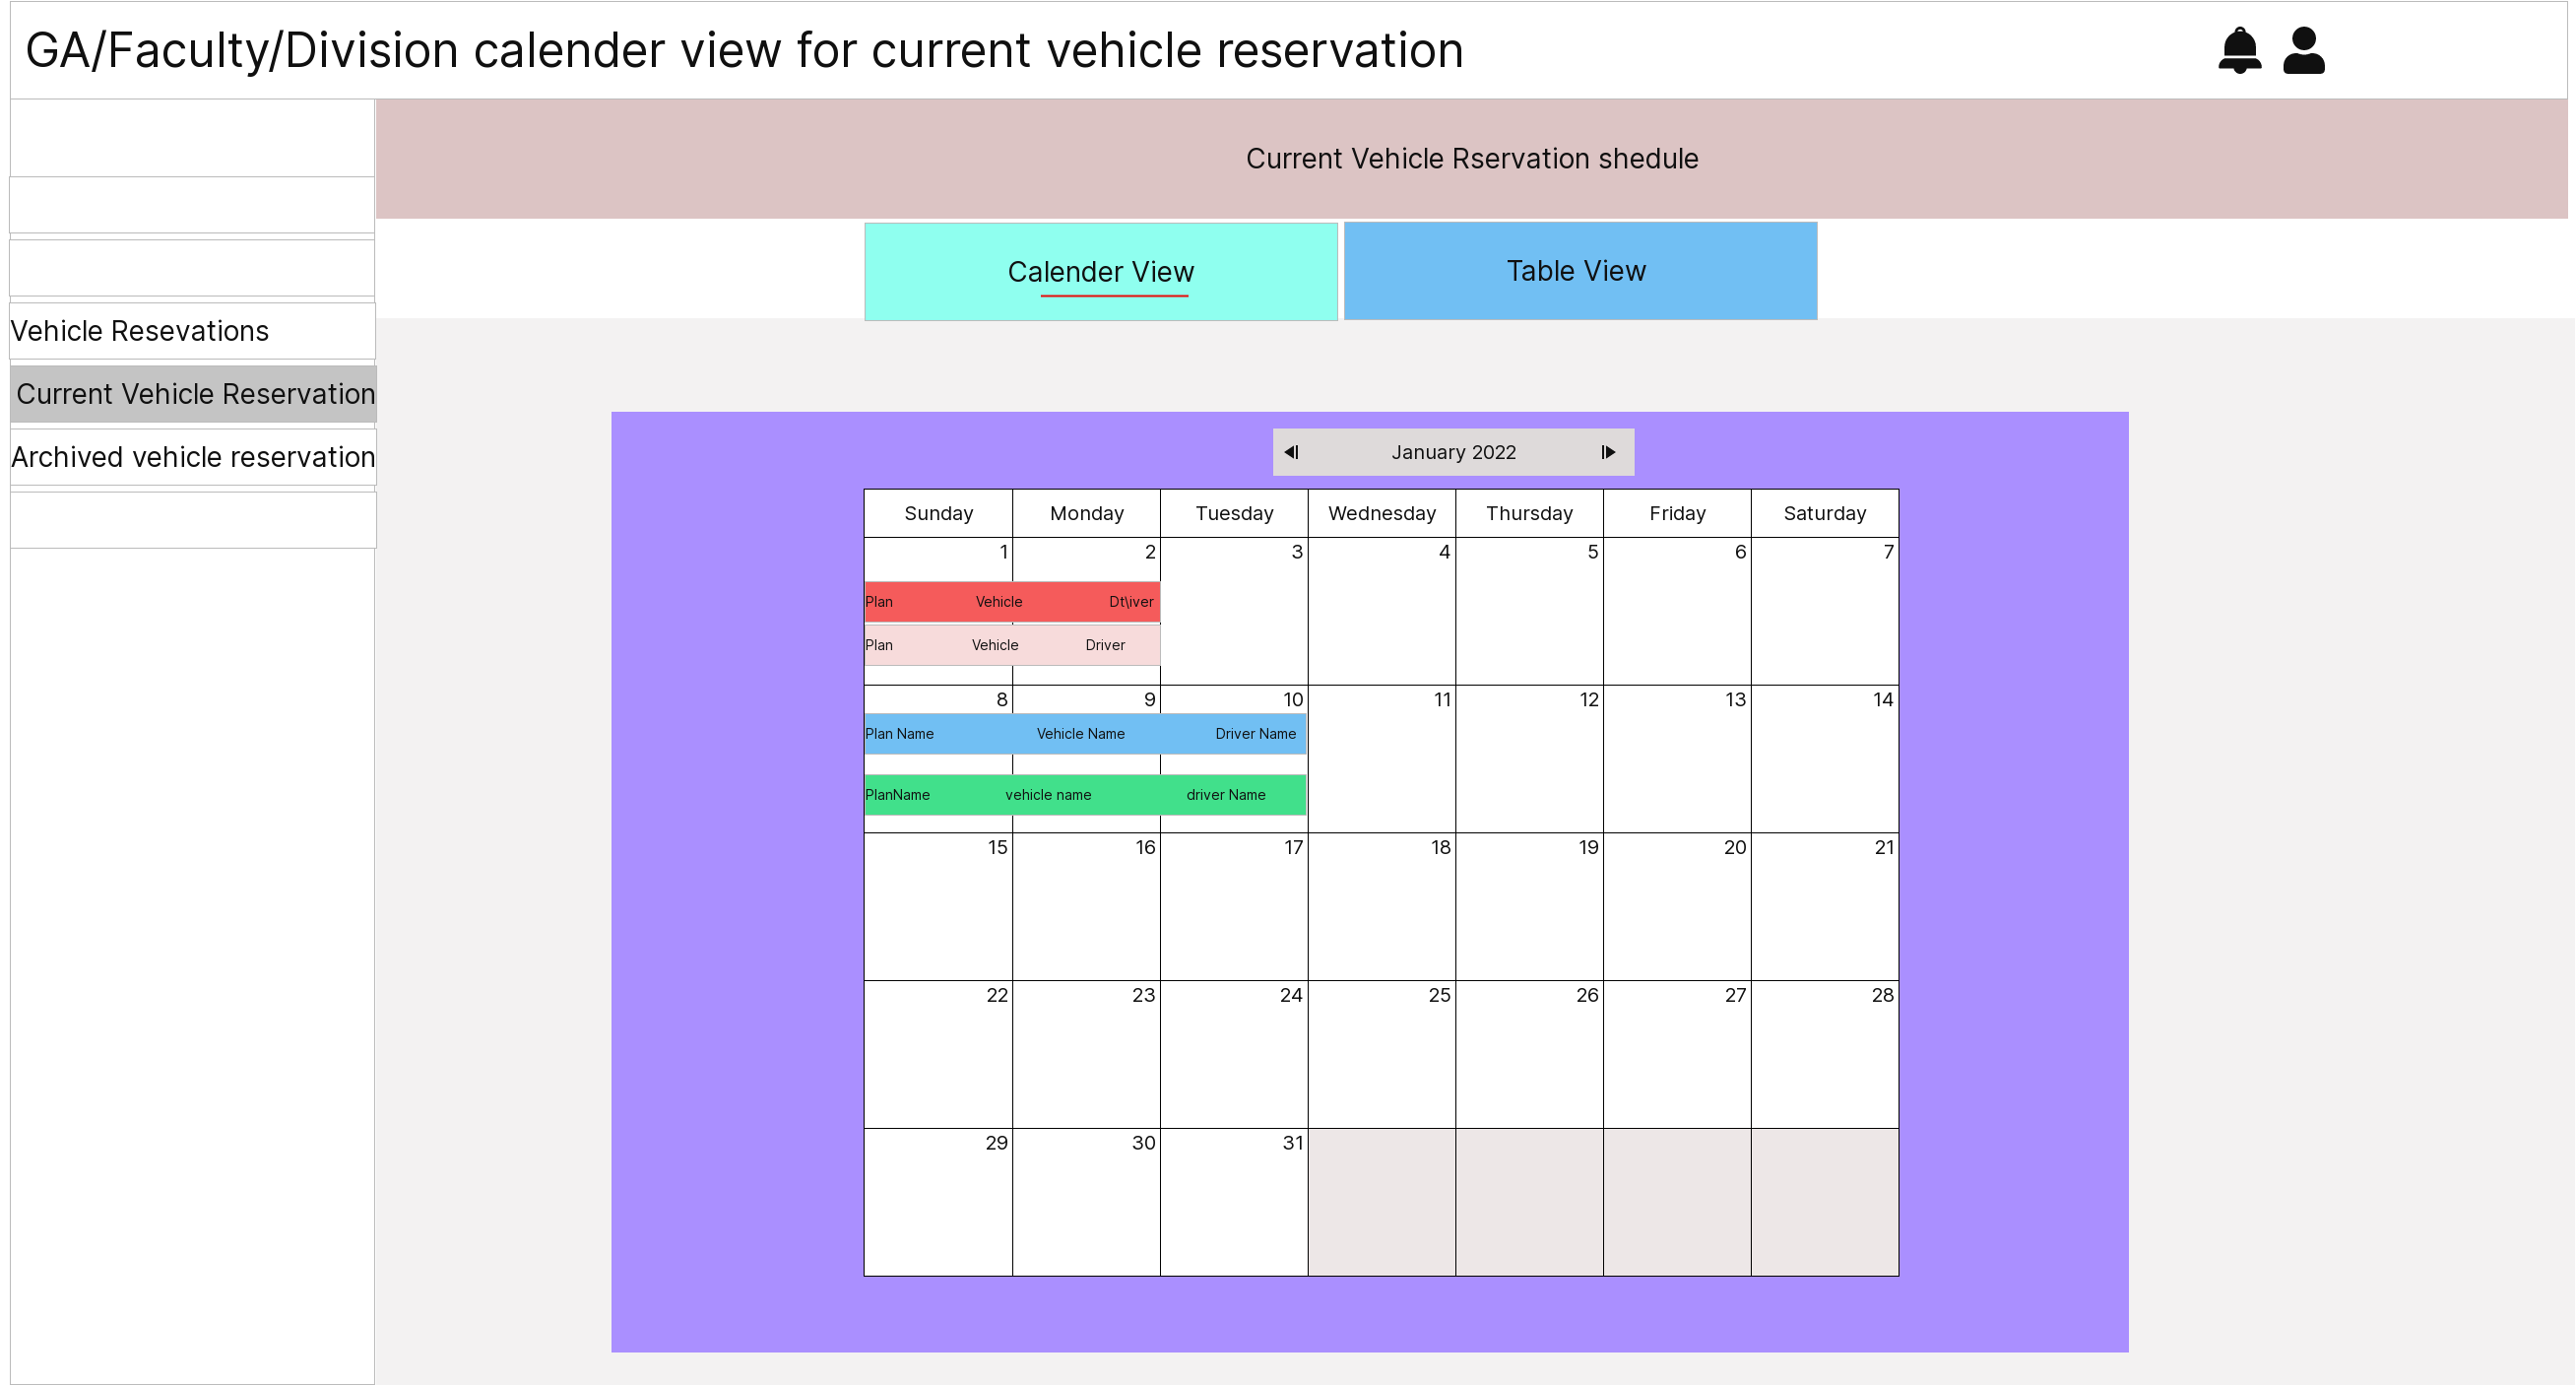 GA/Faculty/Division calender view for current vehicle reservation
Current Vehicle Rservation shedule
Calender View
Table View
Vehicle Resevations
Current Vehicle Reservation
Archived vehicle reservation
January 2022
Sunday Monday Tuesday Wednesday Thursday Friday Saturday
1 2 3 4 5 6 7
Plan Vehicle Dt\iver
Plan Vehicle Driver
8 9 10 11 12 13 14
Plan Name Vehicle Name Driver Name
PlanName vehicle name driver Name
15 16 17 18 19 20 21
22 23 24 25 26 27 28
29 30 31